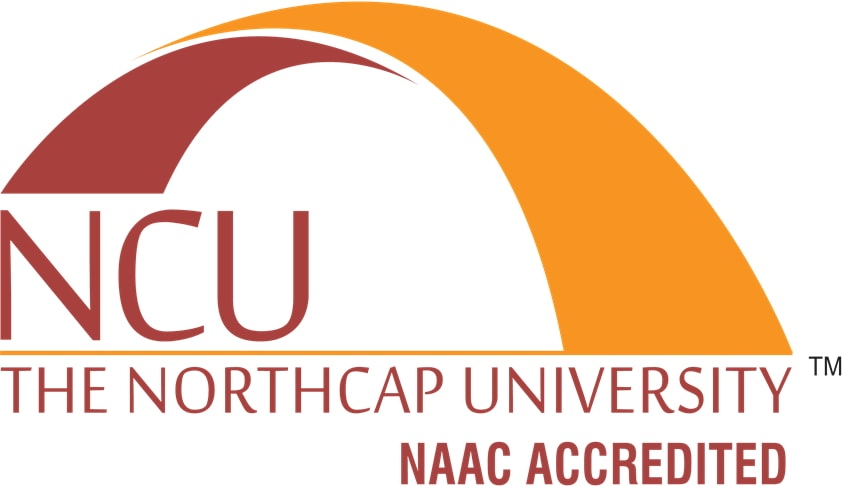 NCU
THE NORTHCAP UNIVERSITY ™
NAAC ACCREDITED